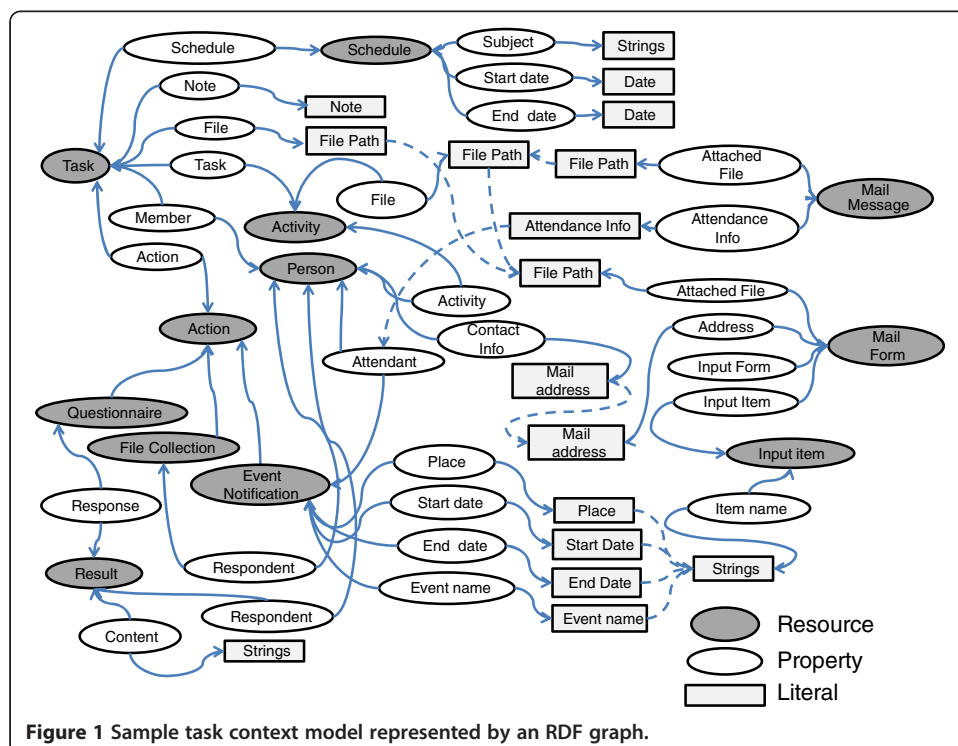 Schedule
Schedule
Subject
Strings
Note
Start date
Date
Note
File
End date
Date
File Path
File Path
File Path
Attached
File
Task
Task
File
Mail
Message
Member
Activity
Attendance Info
Attendance
Info
Action
Person
File Path
Activity
Attached File
Action
Contact
Info
Address
Mail
Form
Attendant
Input Form
Mail
address
Questionnaire
Input Item
File Collection
Mail
address
Input item
Event
Notification
Place
Response
Start date
Place
Item name
Start Date
Result
Respondent
End date
Strings
End Date
Event name
Respondent
Event name
Content
Strings
Resource
Property
Literal
Figure 1 Sample task context model represented by an RDF graph.